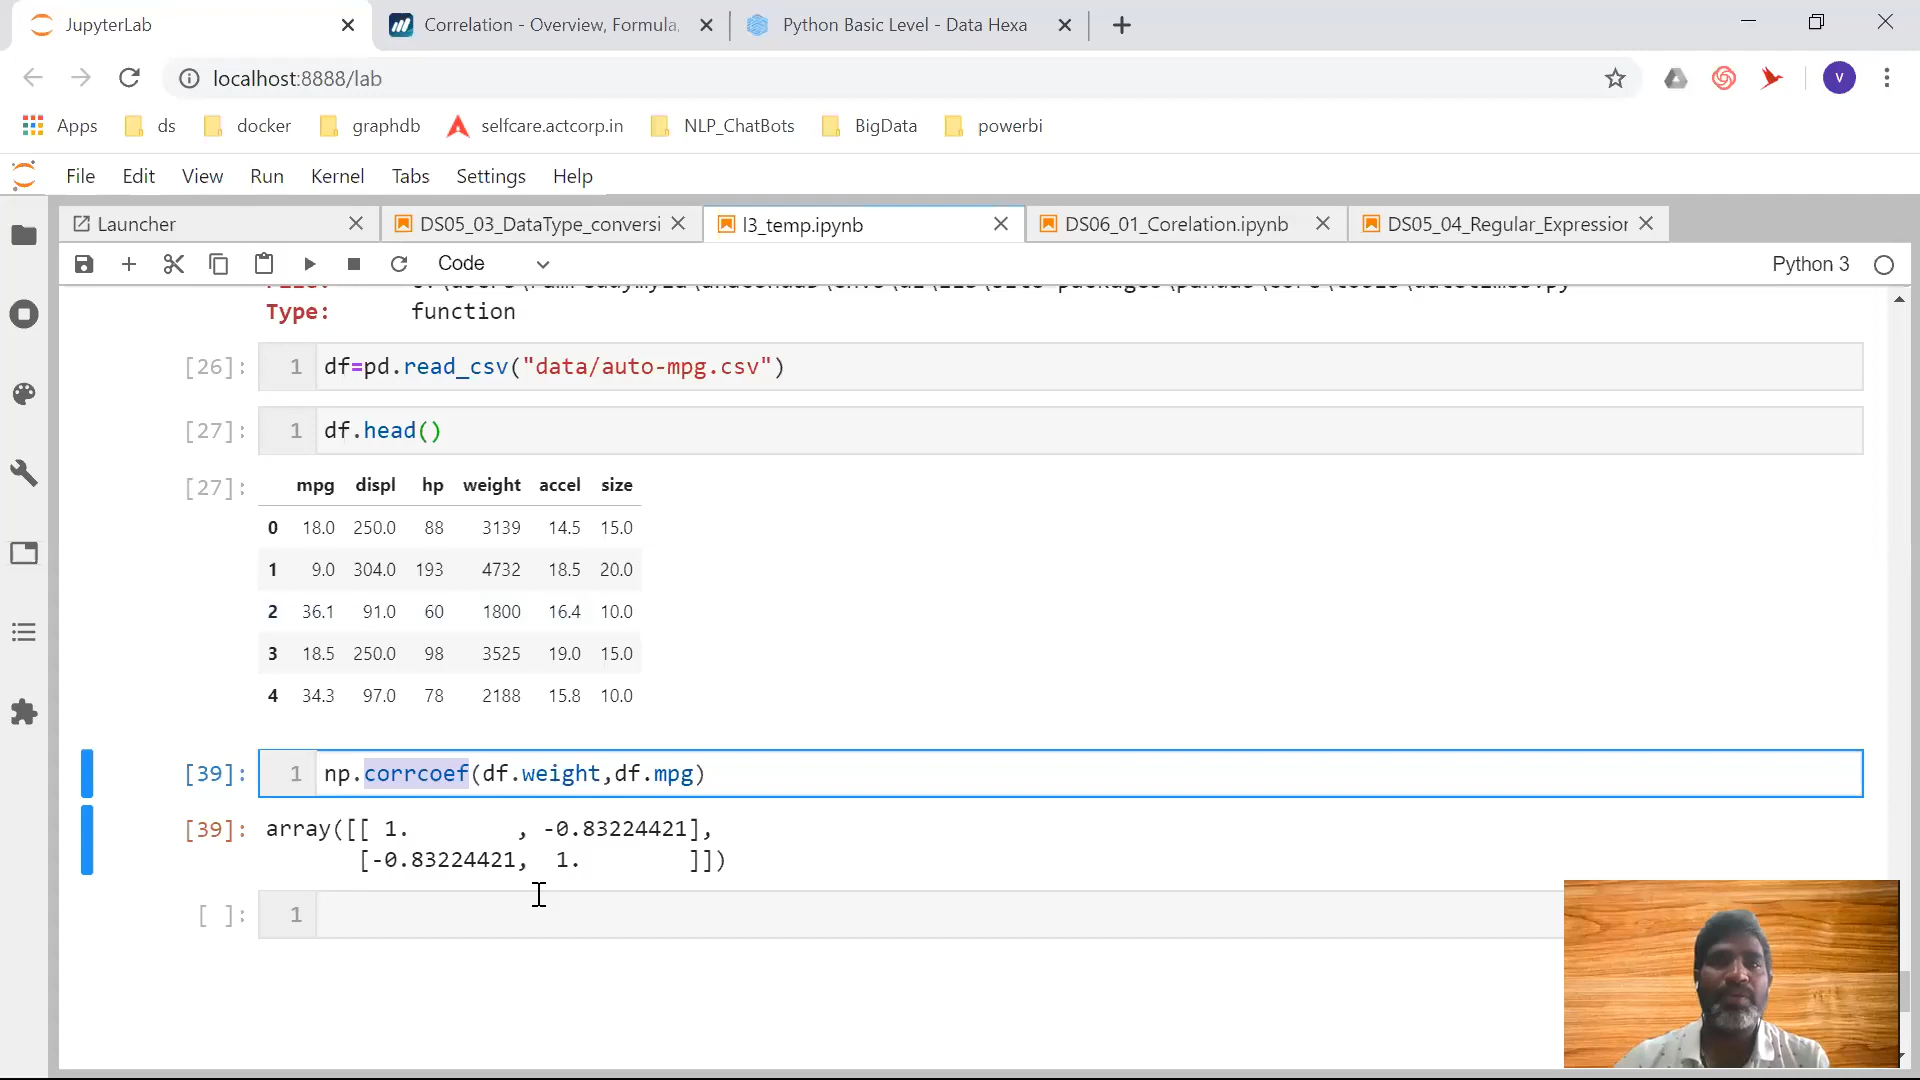 JupyterLab
Correlation - Overview, Formula,
Python Basic Level - Data Hexa
localhost:8888/lab
V
Apps ds docker graphdb selfcare.actcorp.in NLP_ChatBots BigData powerbi
File Edit View Run Kernel Tabs Settings Help
Launcher DS05_03_DataType_conversi l3_temp.ipynb DS06_01_Corelation.ipynb DS05_04_Regular_Expression
Code Python 3
Type: function
[26]: 1 df=pd.read_csv("data/auto-mpg.csv")
[27]: 1 df.head()
[27]: mpg displ hp weight accel size
0 18.0 250.0 88 3139 14.5 15.0
1 9.0 304.0 193 4732 18.5 20.0
2 36.1 91.0 60 1800 16.4 10.0
3 18.5 250.0 98 3525 19.0 15.0
4 34.3 97.0 78 2188 15.8 10.0
[39]: 1 np.corrcoef(df.weight,df.mpg)
[39]: array([[ 1. , -0.83224421],
[-0.83224421, 1. ]])
[ ]: 1